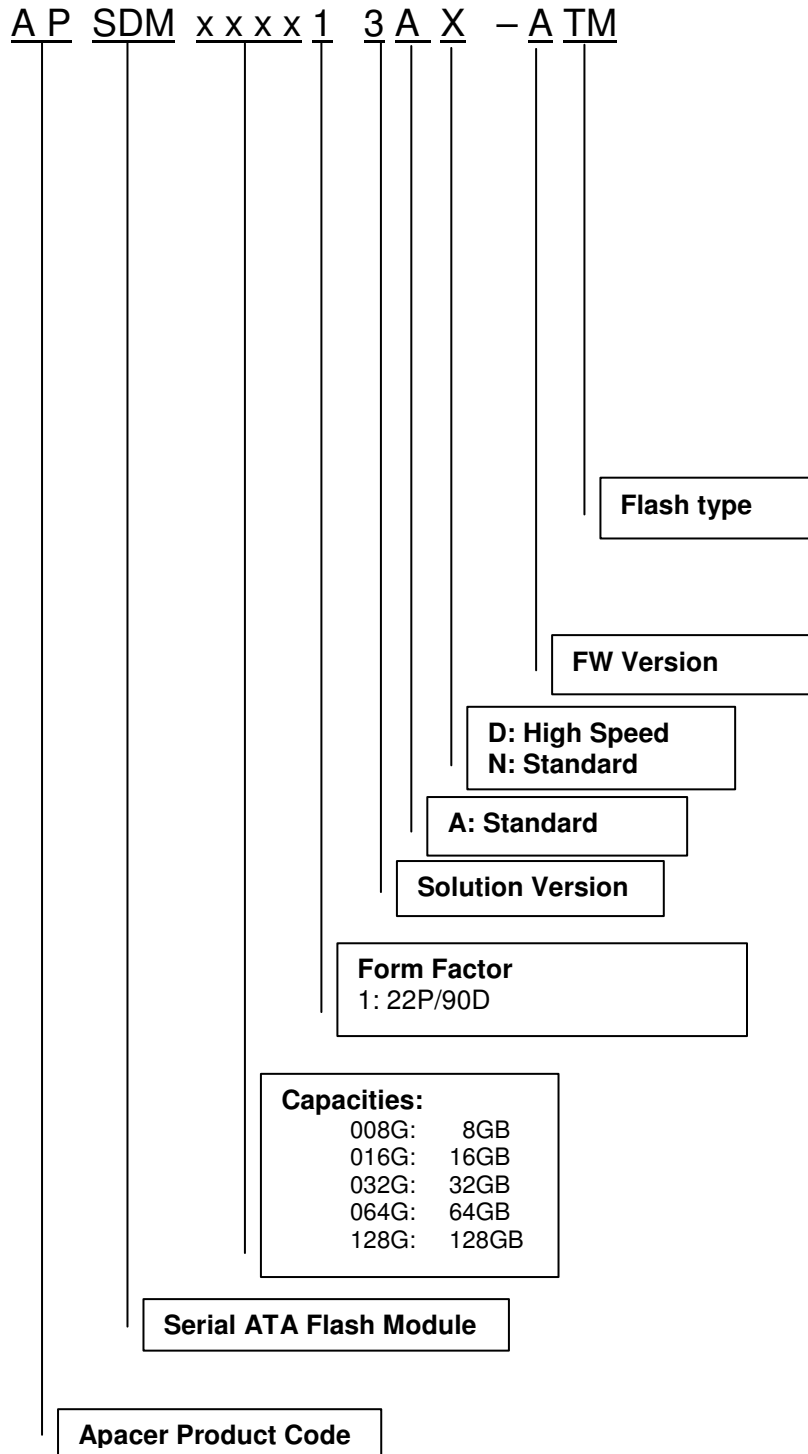 A P SDM x x x x 1 3 A X – A TM
Flash type
FW Version
D: High Speed
N: Standard
A: Standard
Solution Version
Form Factor
1: 22P/90D
Capacities:
008G: 8GB
016G: 16GB
032G: 32GB
064G: 64GB
128G: 128GB
Serial ATA Flash Module
Apacer Product Code